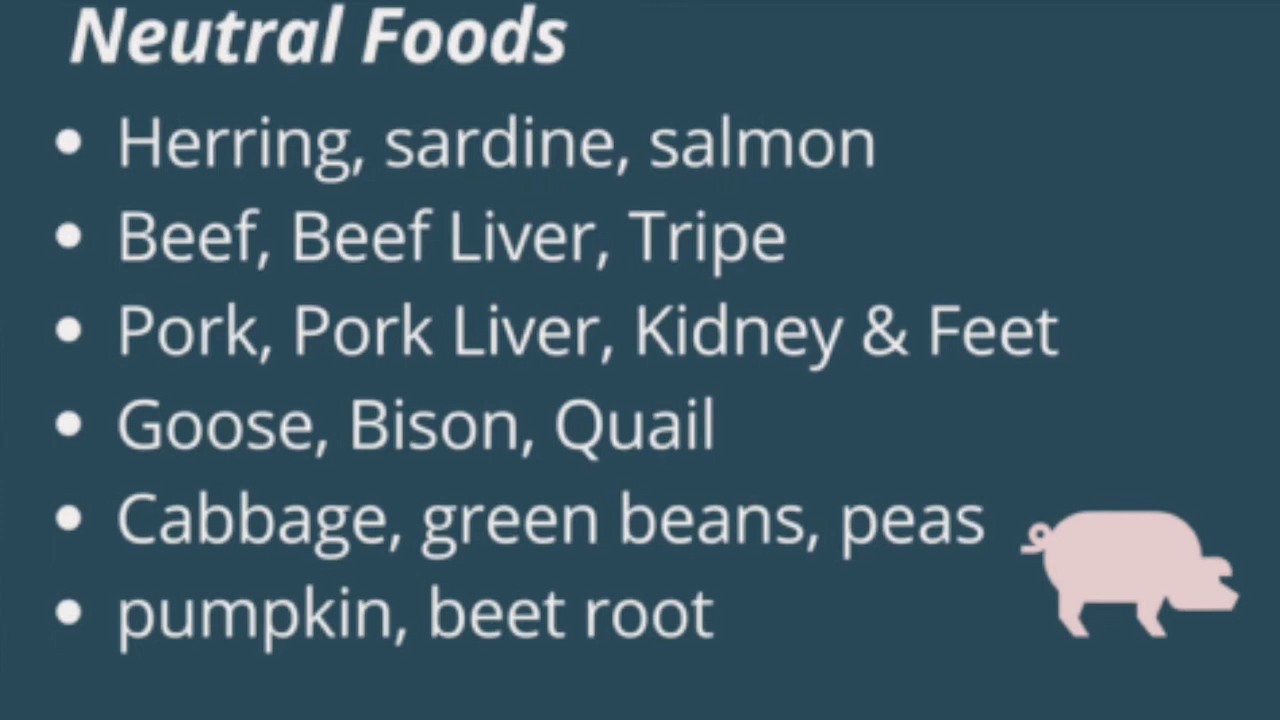 Neutral Foods
• Herring, sardine, salmon
• Beef, Beef Liver, Tripe
• Pork, Pork Liver, Kidney & Feet
• Goose, Bison, Quail
• Cabbage, green beans, peas
• pumpkin, beet root